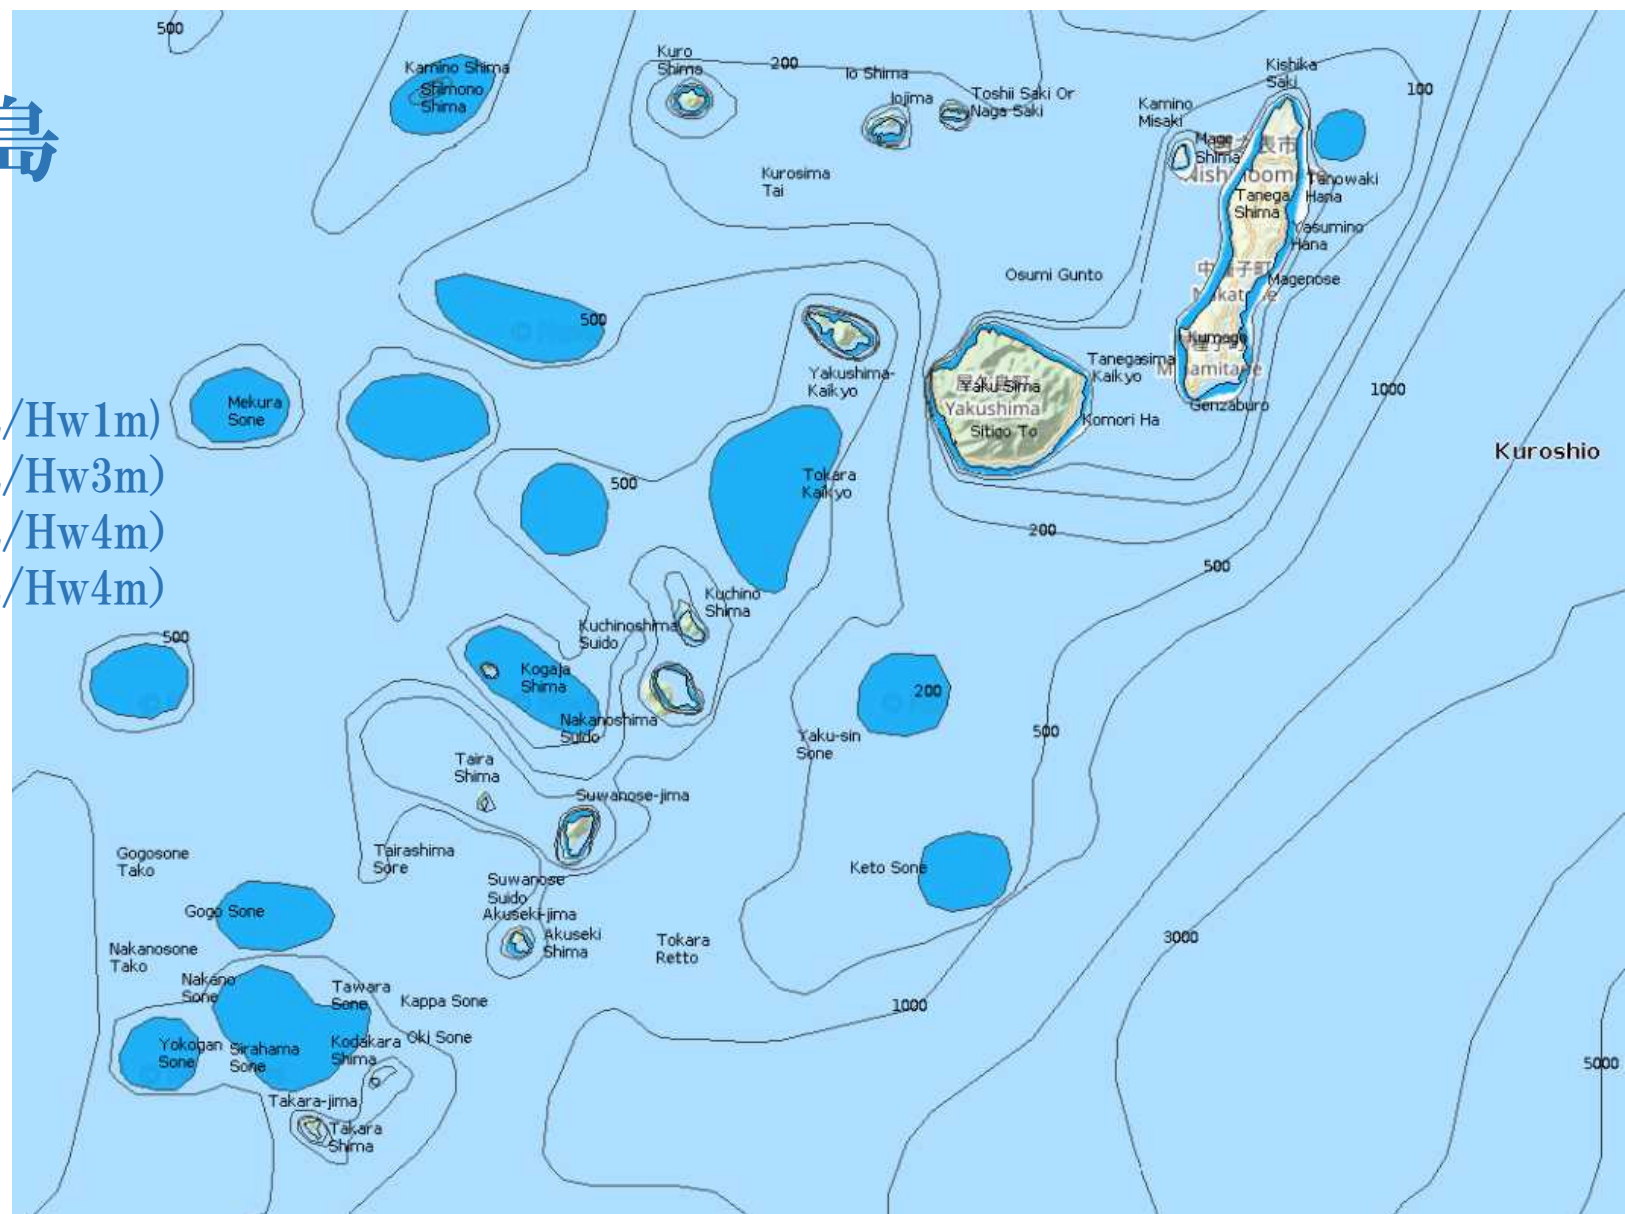 500
Kamino Shima
Shimono
Shima
Kuro
Shima
200
Io Shima
Iojima
Toshii Saki Or
Naga Saki
Kishika
Saki
100
Kamino
Misaki
島
Mage
Shima
Kurosima
Tai
Tanowaki
Hana
Tanega
Shima
Yasumino
Hana
Osumi Gunto
Magenose
500
Kumage
Yakushima-
Kaikyo
Tanegasima
Kaikyo
屋久島町
Yaku Sima
Yakushima
Sitigo To
Komori Ha
Genzaburo
1000
Mekura
Sone
/Hw1m)
/Hw3m)
/Hw4m)
/Hw4m)
Kuroshio
500
Tokara
Kaikyo
200
500
Kuchino
Shima
Kuchinoshima
Suido
500
Kogaja
Shima
200
Nakanoshima
Suido
Yaku-sin
Sone
500
Taira
Shima
Suwanose-jima
Gogosone
Tako
Tairashima
Sore
Keto Sone
Suwanose
Suido
Gogo Sone
Akuseki-jima
Akuseki
Shima
Tokara
Retto
3000
Nakanosone
Tako
Nakano
Sone
Tawara
Sone
Kappa Sone
1000
Yokogan
Sone
Sirahama
Sone
Kodakara
Shima
Oki Sone
5000
Takara-jima
Takara
Shima